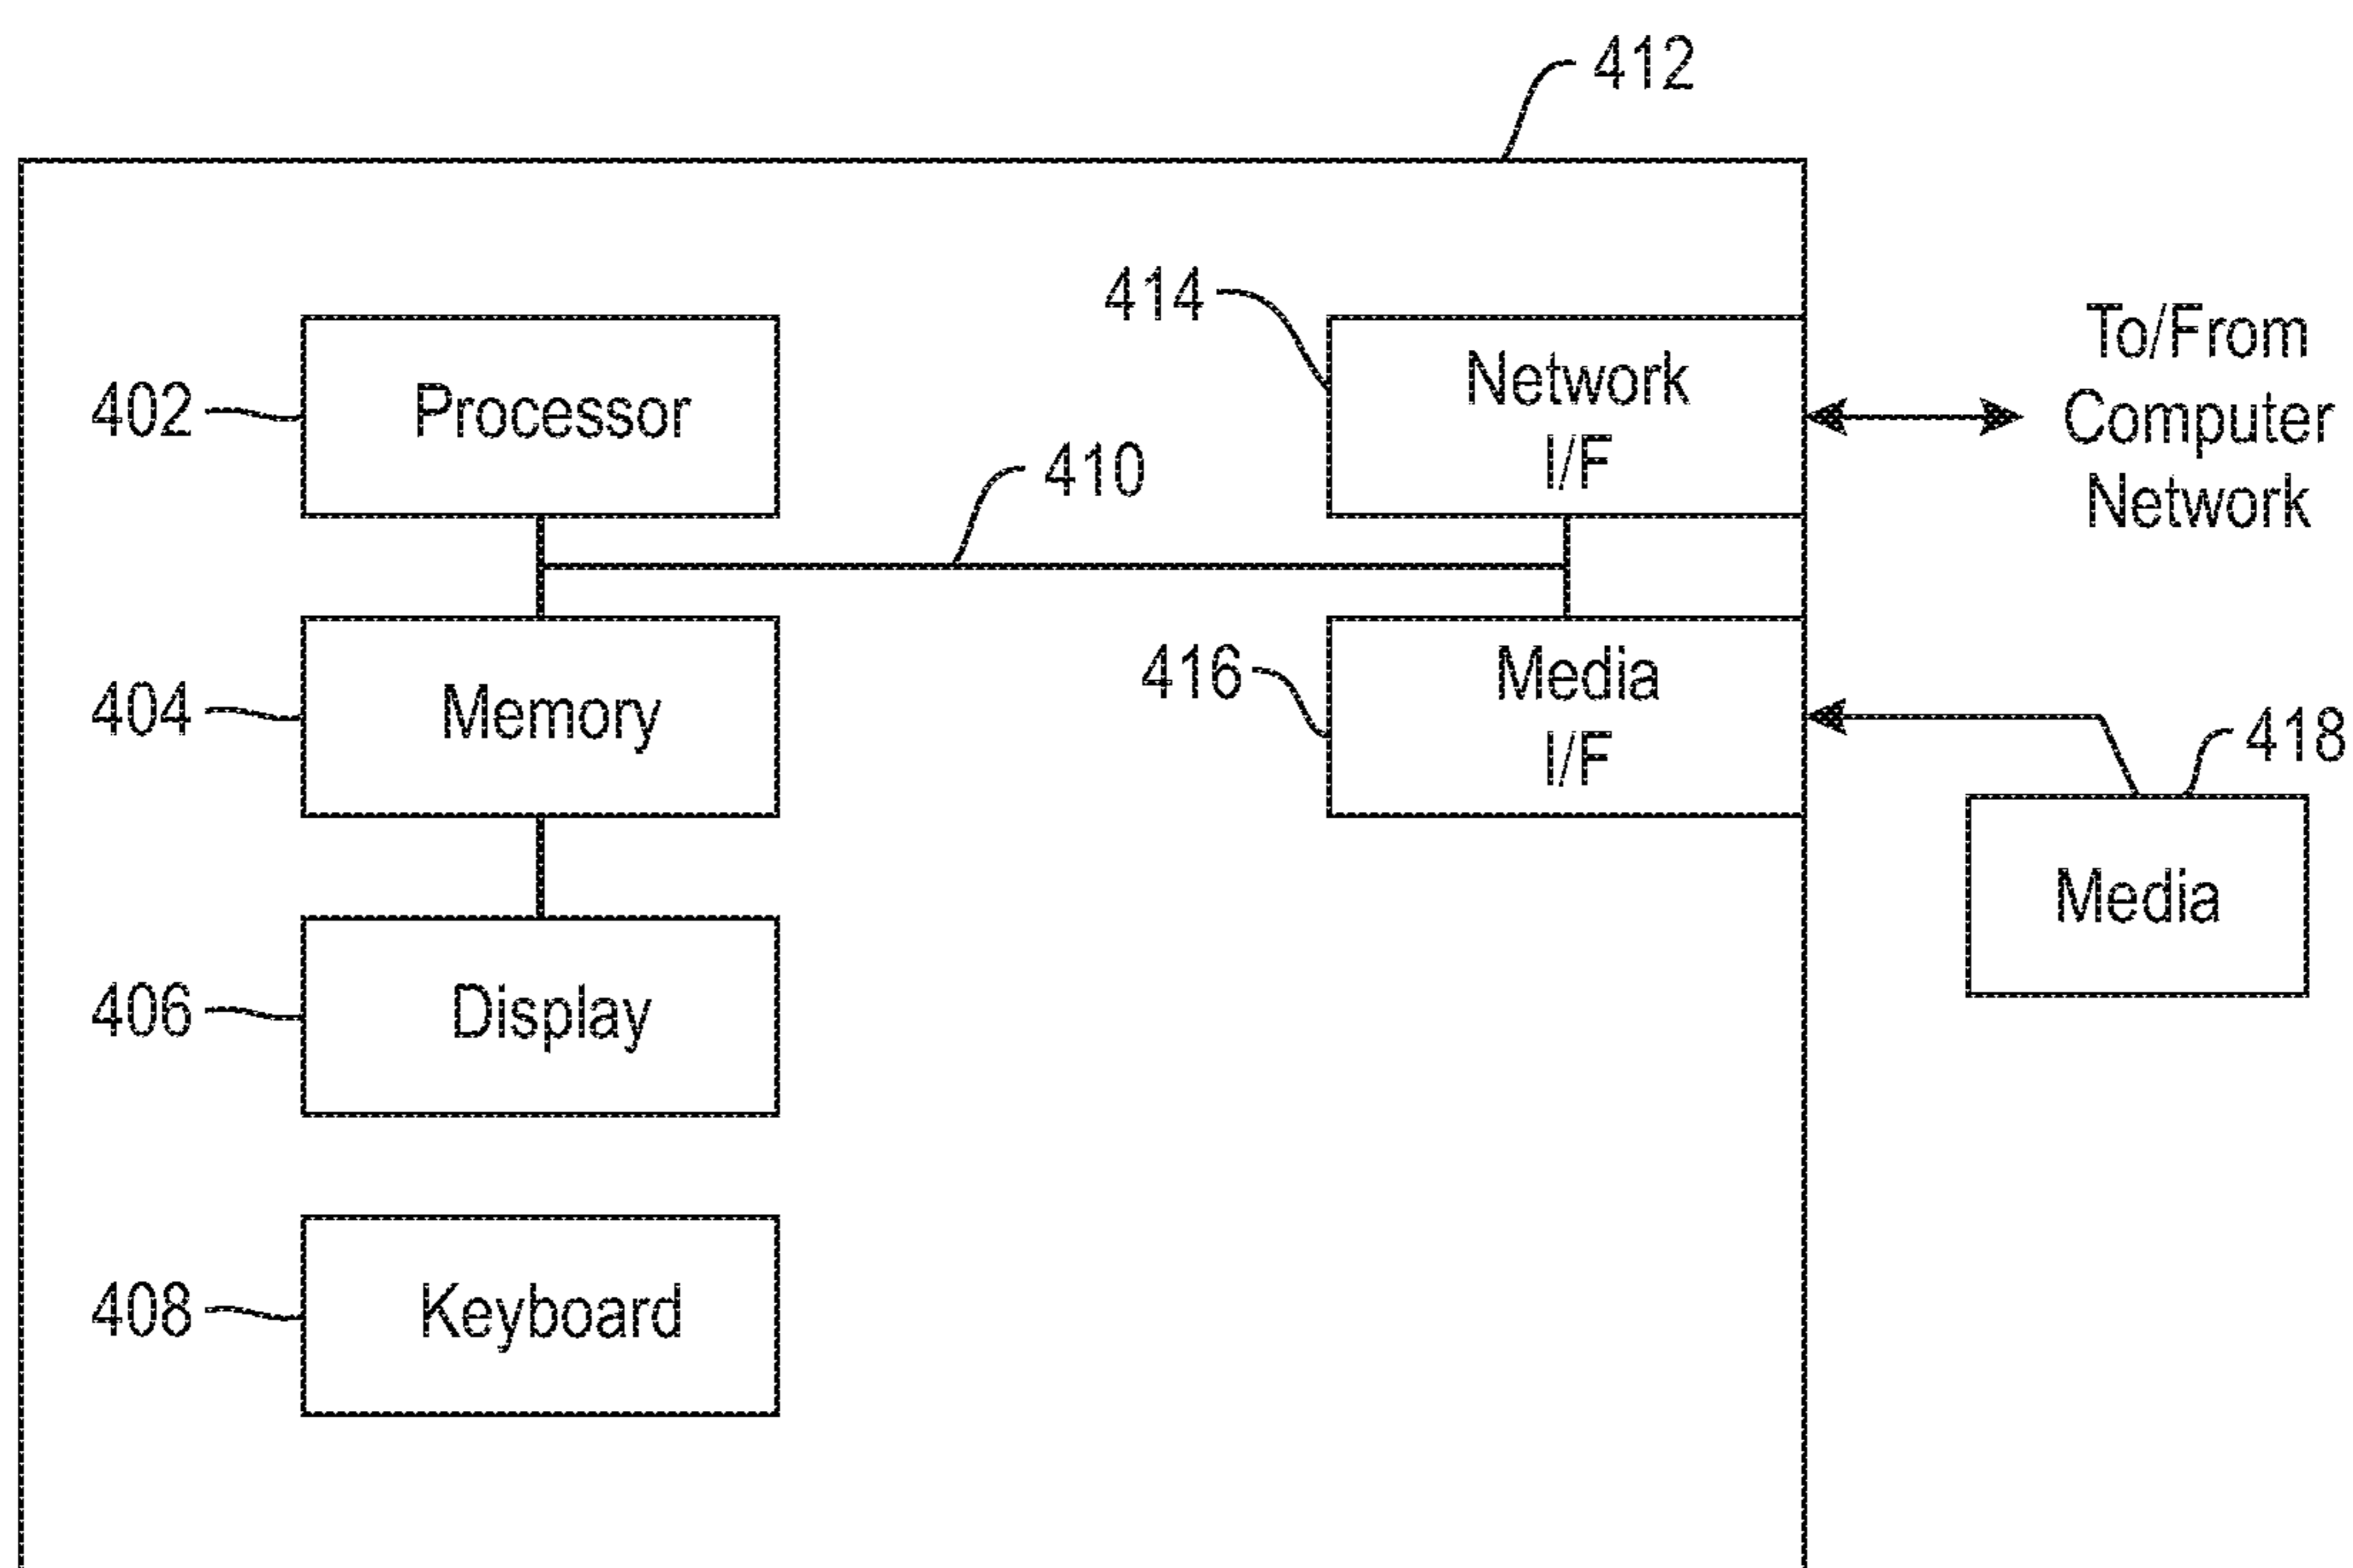 412
414
Network
I/F
To/From
Computer
Network
402
Processor
410
404
Memory
416
Media
I/F
418
Media
406
Display
408
Keyboard